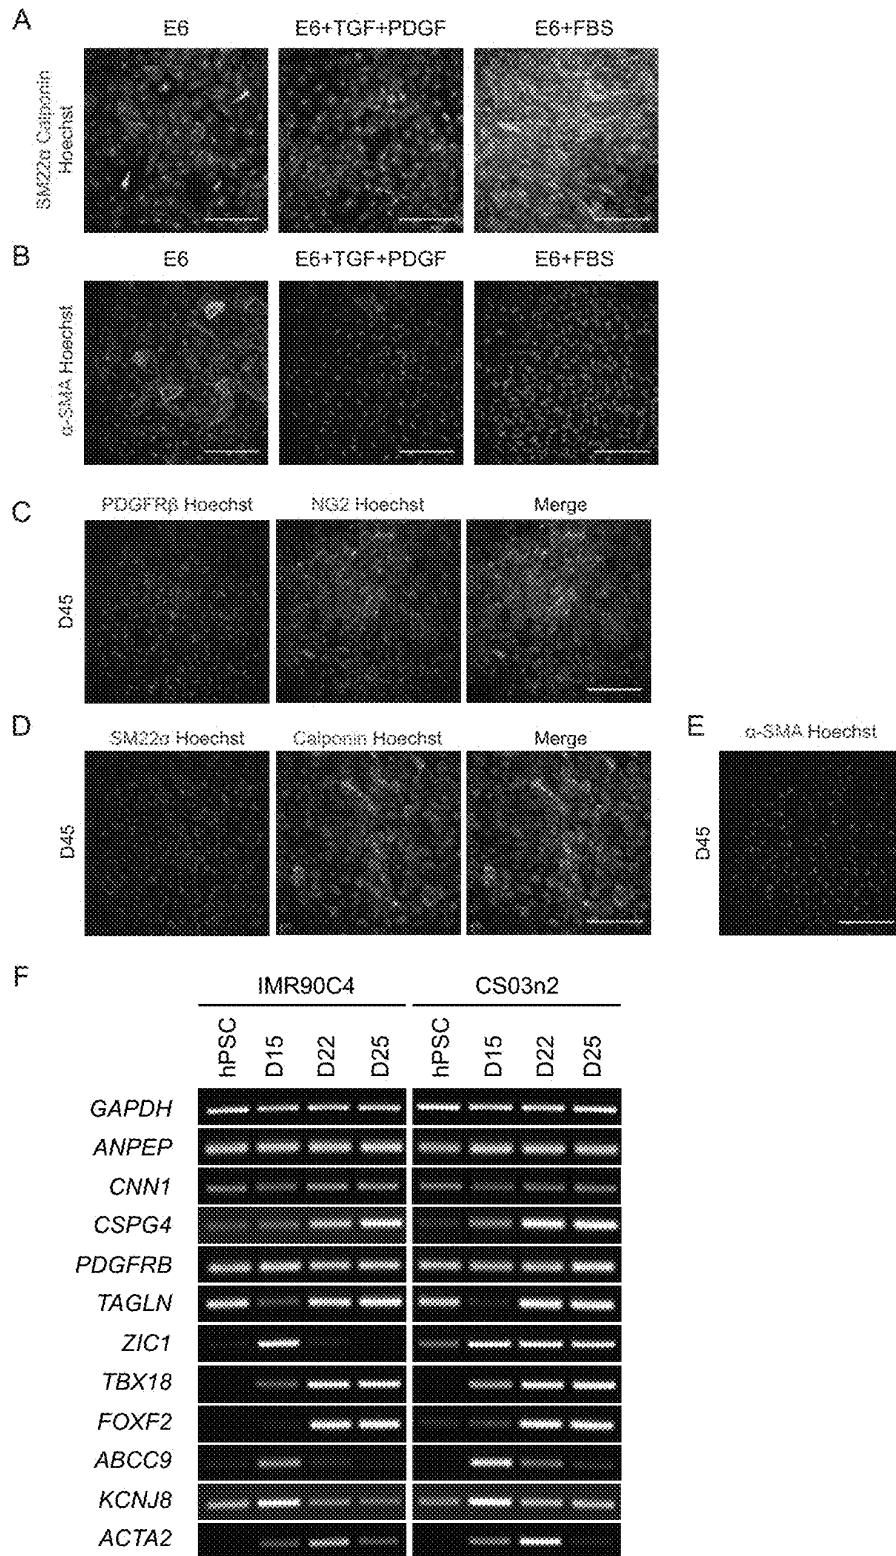 A
E6 E6+TGF+PDGF E6+FBS
SM22α Calponin
Hoechst
B
E6 E6+TGF+PDGF E6+FBS
α-SMA Hoechst
C
PDGFRβ Hoechst NG2 Hoechst Merge
D45
D
SM22α Hoechst Calponin Hoechst Merge
D45
E
α-SMA Hoechst
D45
F
IMR90C4 CS03n2
hPSC D15 D22 D25 hPSC D15 D22 D25
GAPDH
ANPEP
CNN1
CSPG4
PDGFRB
TAGLN
ZIC1
TBX18
FOXF2
ABCC9
KCNJ8
ACTA2